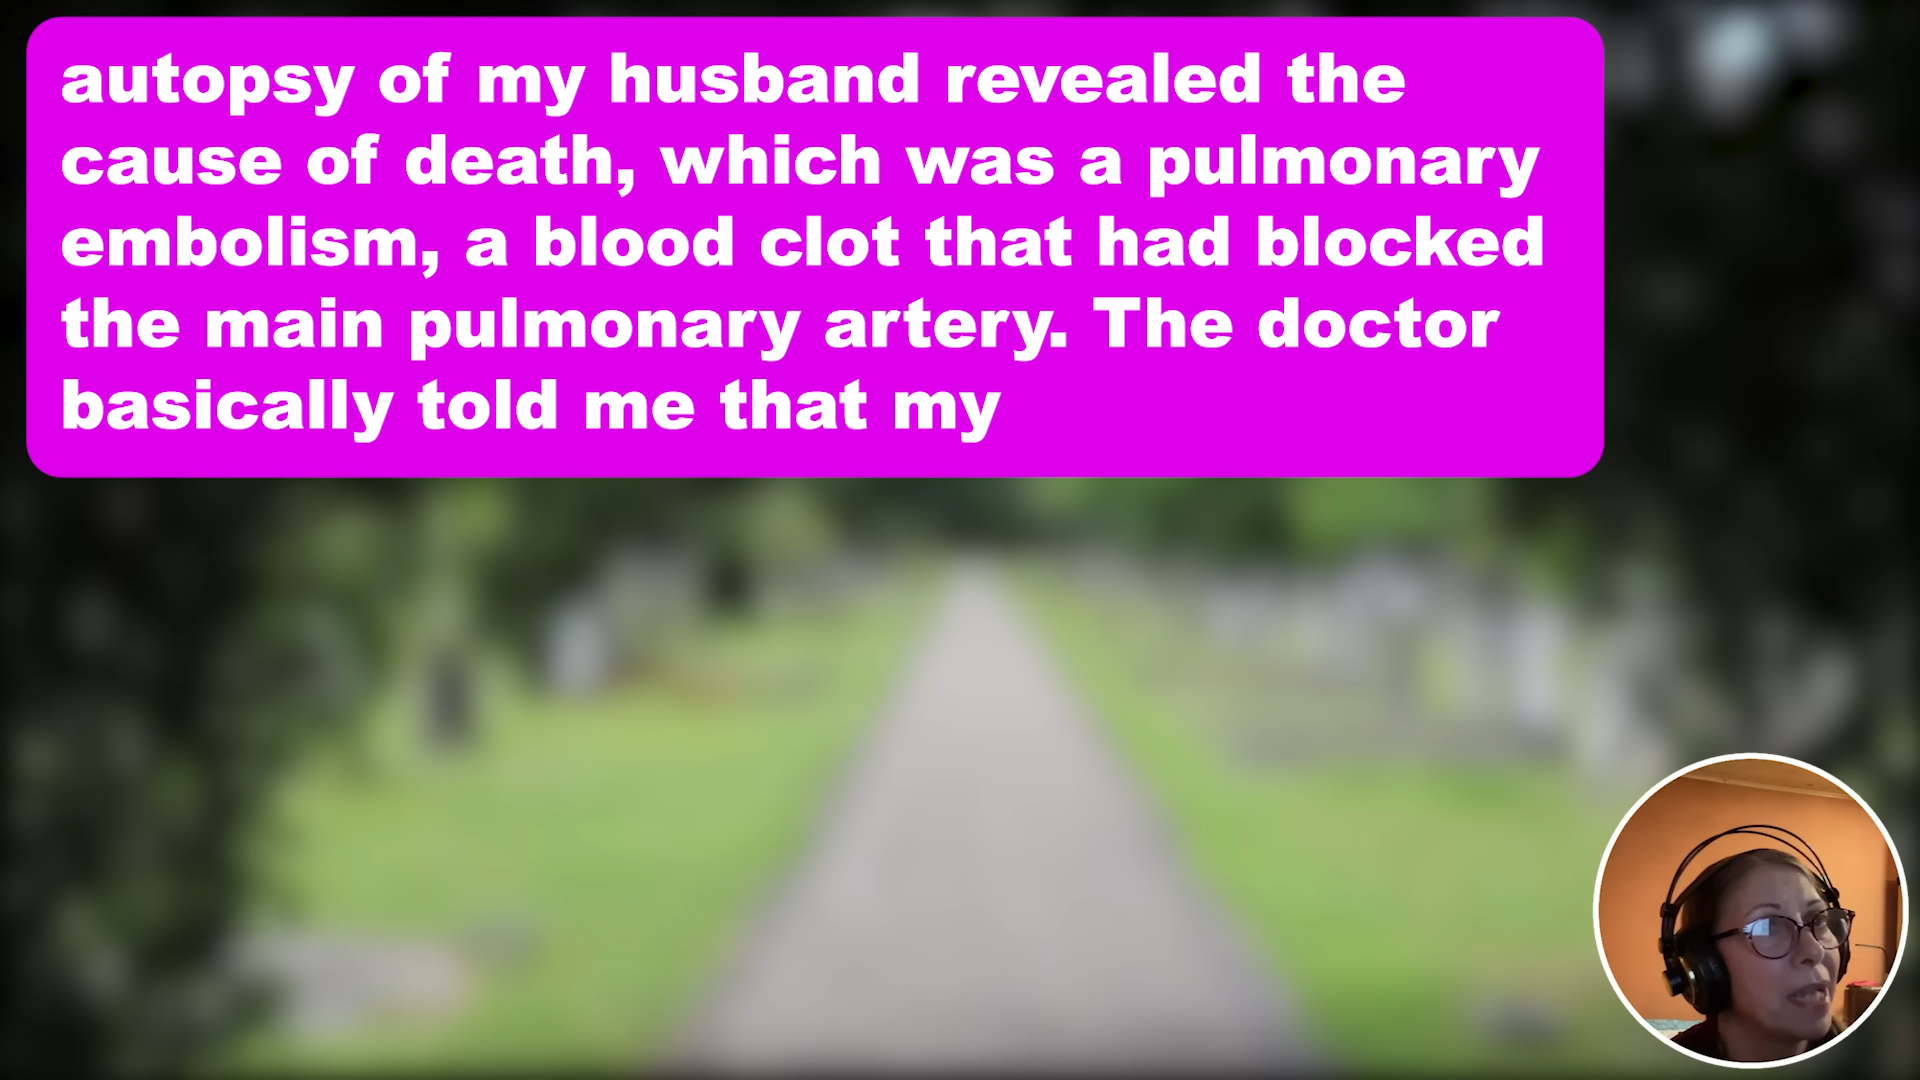 autopsy of my husband revealed the
cause of death, which was a pulmonary
embolism, a blood clot that had blocked
the main pulmonary artery. The doctor
basically told me that my